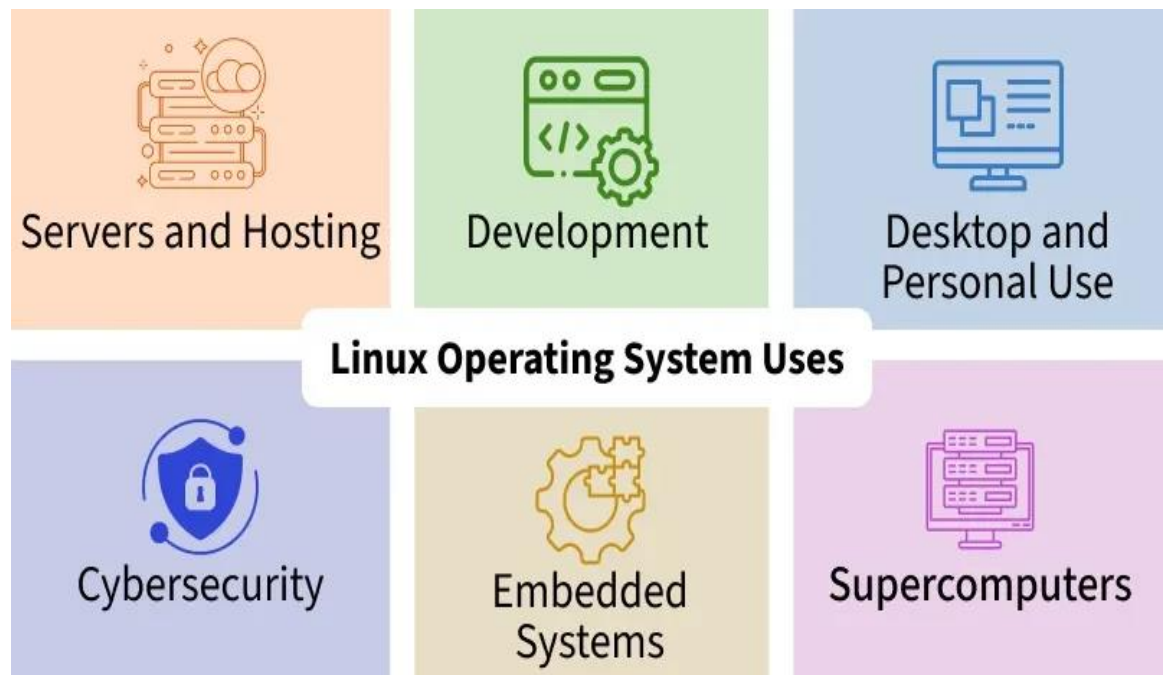 Servers and Hosting
Development
Desktop and
Personal Use
Linux Operating System Uses
Cybersecurity
Embedded
Systems
Supercomputers